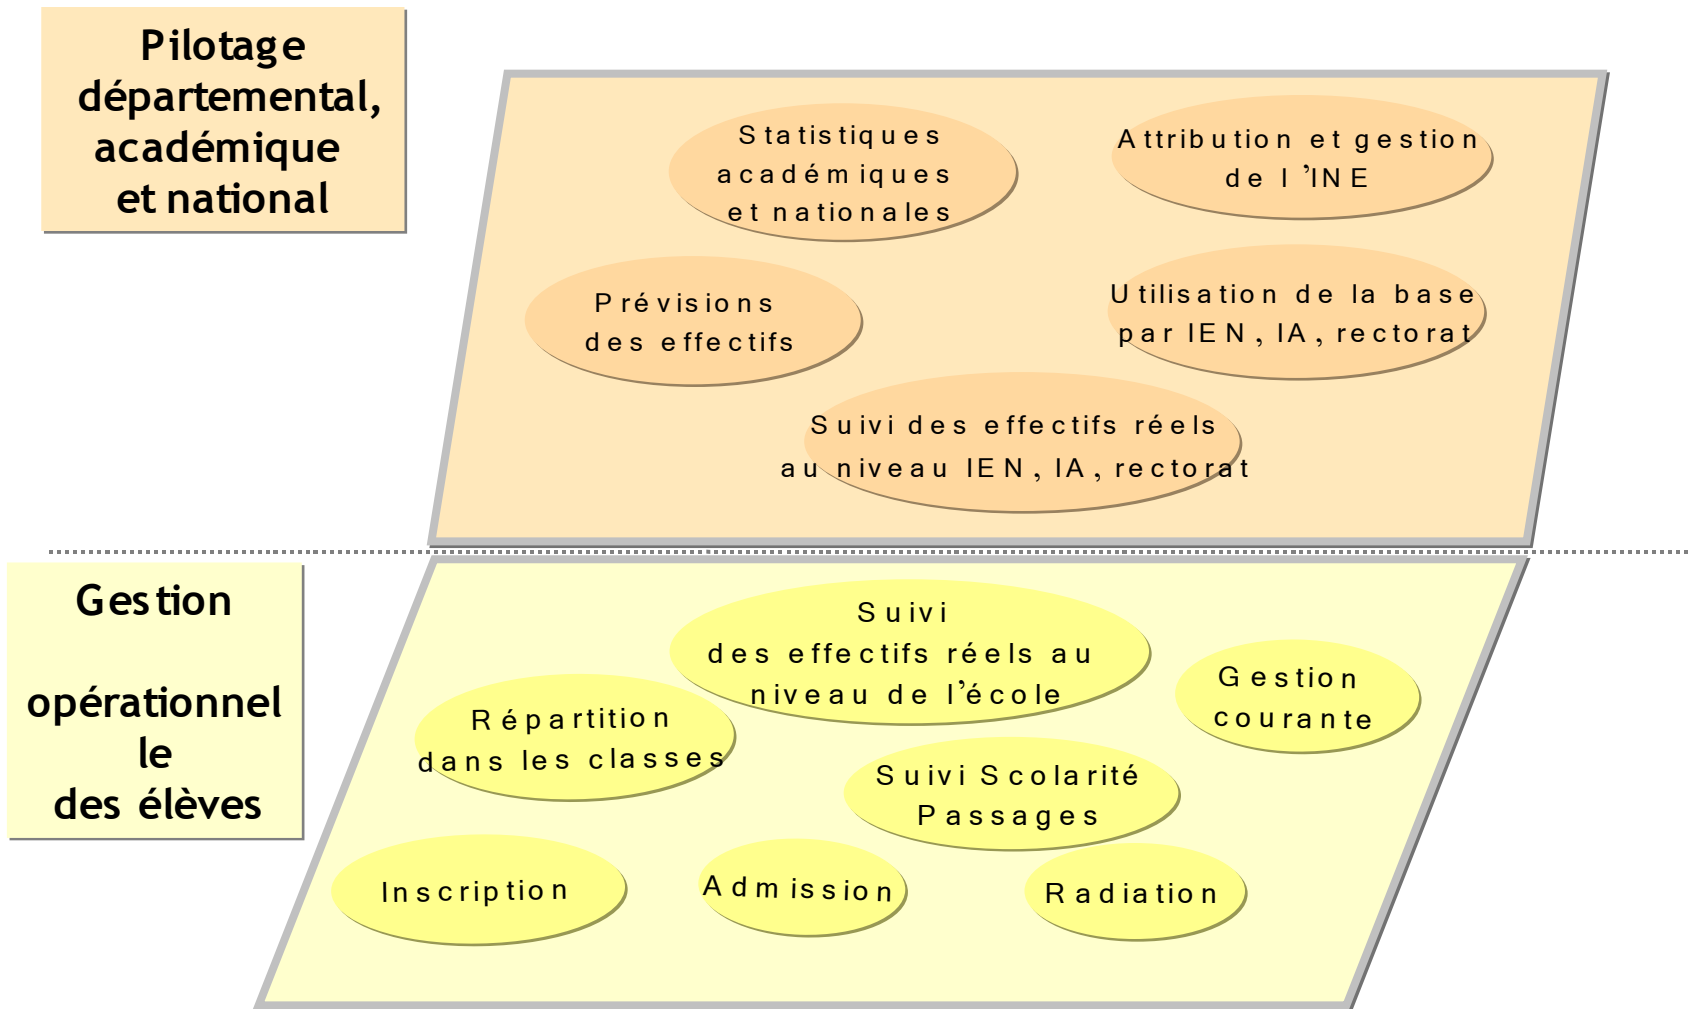 Pilotage
départemental,
académique
et national
Statistiques
académiques
et nationales
Attribution et gestion
de l 'INE
Prévisions
des effectifs
Utilisation de la base
par IEN, IA, rectorat
Suivi des effectifs réels
au niveau IEN, IA, rectorat
Gestion
opérationnel
le
des élèves
Suivi
des effectifs réels au
niveau de l'école
Gestion
courante
Répartition
dans les classes
Suivi Scolarité
Passages
Inscription
Admission
Radiation